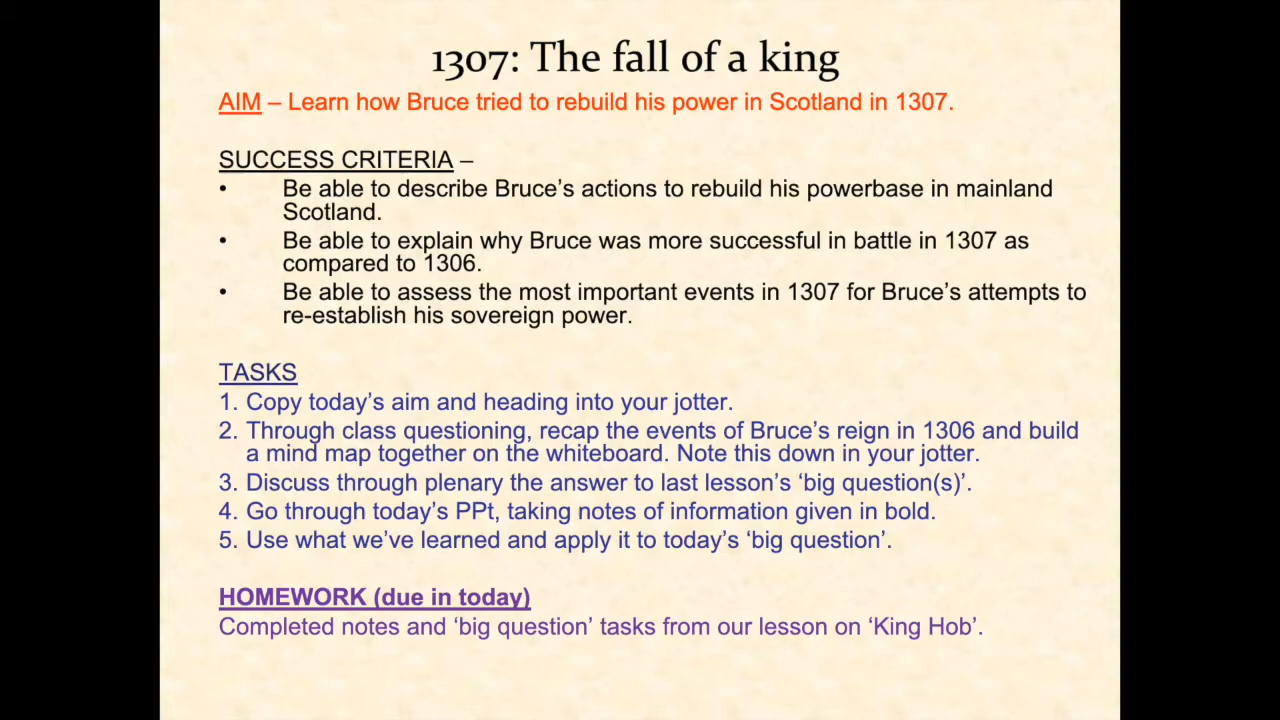 1307: The fall of a king
AIM – Learn how Bruce tried to rebuild his power in Scotland in 1307.
SUCCESS CRITERIA –
• Be able to describe Bruce’s actions to rebuild his powerbase in mainland
Scotland.
• Be able to explain why Bruce was more successful in battle in 1307 as
compared to 1306.
• Be able to assess the most important events in 1307 for Bruce’s attempts to
re-establish his sovereign power.
TASKS
1. Copy today’s aim and heading into your jotter.
2. Through class questioning, recap the events of Bruce’s reign in 1306 and build
a mind map together on the whiteboard. Note this down in your jotter.
3. Discuss through plenary the answer to last lesson’s ‘big question(s)’.
4. Go through today’s PPt, taking notes of information given in bold.
5. Use what we’ve learned and apply it to today’s ‘big question’.
HOMEWORK (due in today)
Completed notes and ‘big question’ tasks from our lesson on ‘King Hob’.